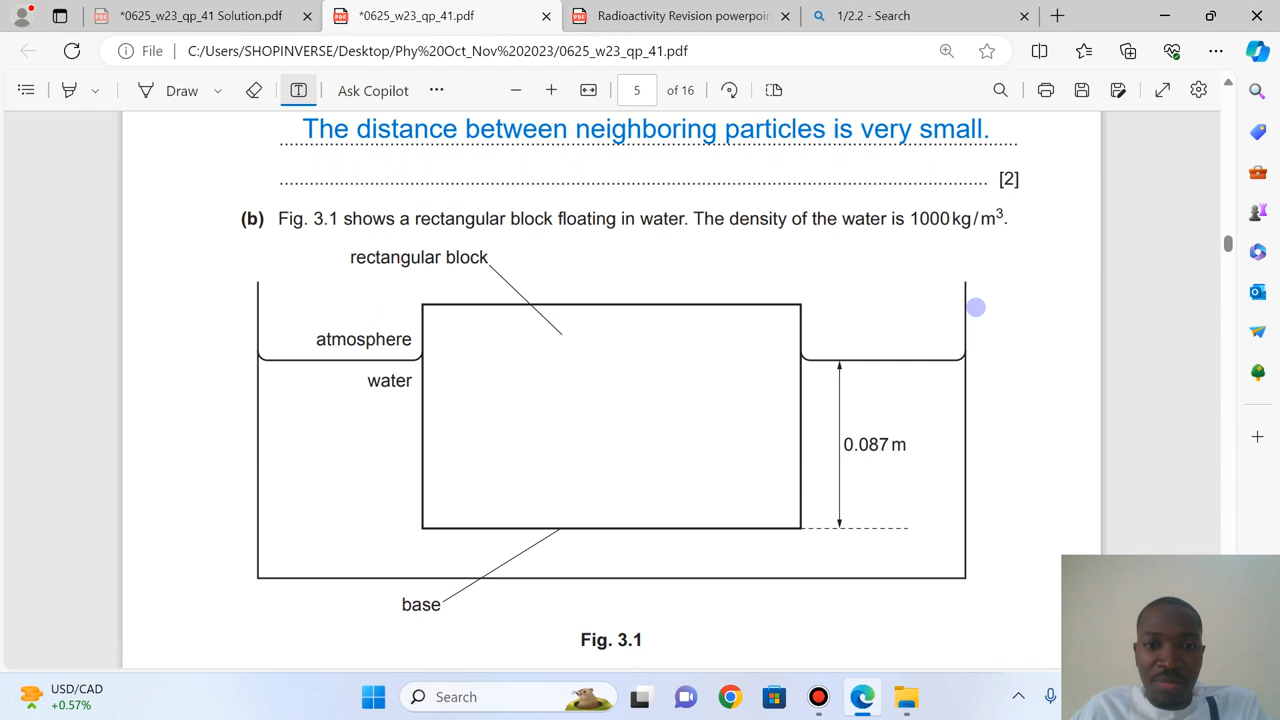 *0625_w23_qp_41 Solution.pdf
*0625_w23_qp_41.pdf
Radioactivity Revision powerpoin
1/2.2 - Search
File
C:/Users/SHOPINVERSE/Desktop/Phy%20Oct_Nov%202023/0625_w23_qp_41.pdf
Draw
Ask Copilot
5
of 16
The distance between neighboring particles is very small.
[2]
(b) Fig. 3.1 shows a rectangular block floating in water. The density of the water is 1000 kg/m³.
rectangular block
atmosphere
water
0.087 m
base
Fig. 3.1
USD/CAD
+0.57%
Search